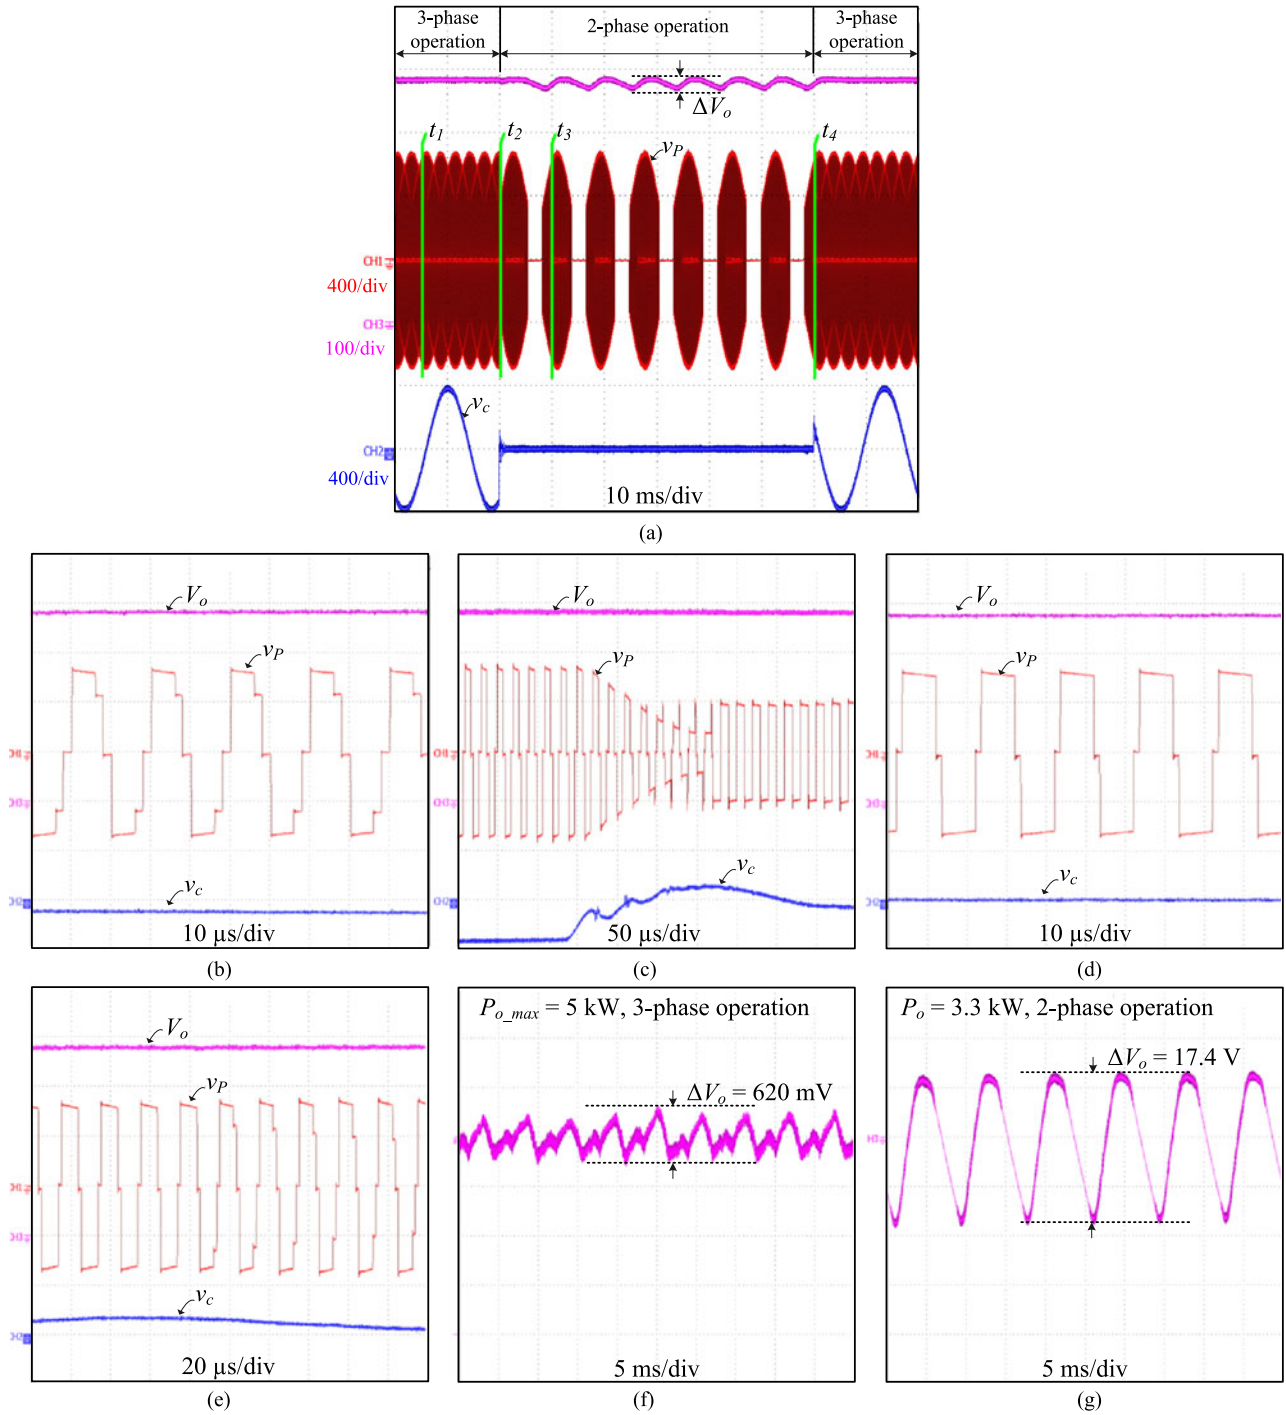 3-phase operation
2-phase operation
3-phase operation
ΔVo
t1
t2
t3
t4
vP
CH1
400/div
CH3
100/div
vc
CH2
400/div
10 ms/div
(a)
Vo
vP
vc
10 µs/div
(b)
Vo
vP
vc
50 µs/div
(c)
Vo
vP
vc
10 µs/div
(d)
Vo
vP
vc
20 µs/div
(e)
Po_max = 5 kW, 3-phase operation
ΔVo = 620 mV
5 ms/div
(f)
Po = 3.3 kW, 2-phase operation
ΔVo = 17.4 V
5 ms/div
(g)